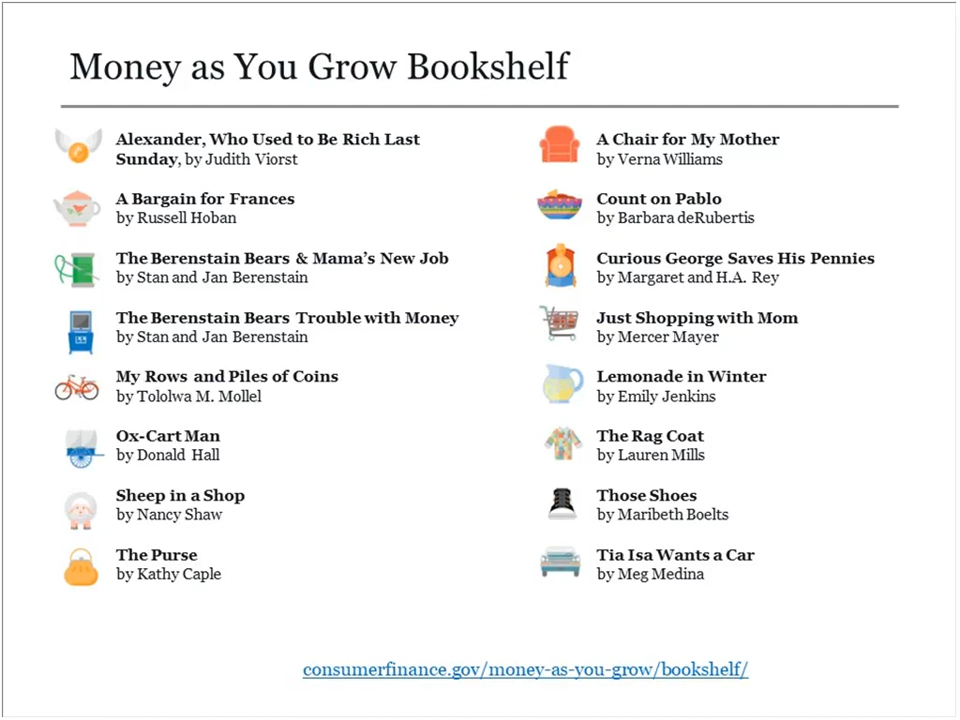 Money as You Grow Bookshelf
Alexander, Who Used to Be Rich Last
Sunday, by Judith Viorst
A Bargain for Frances
by Russell Hoban
The Berenstain Bears & Mama's New Job
by Stan and Jan Berenstain
The Berenstain Bears Trouble with Money
by Stan and Jan Berenstain
My Rows and Piles of Coins
by Tololwa M. Mollel
Ox-Cart Man
by Donald Hall
Sheep in a Shop
by Nancy Shaw
The Purse
by Kathy Caple
A Chair for My Mother
by Verna Williams
Count on Pablo
by Barbara deRubertis
Curious George Saves His Pennies
by Margaret and H.A. Rey
Just Shopping with Mom
by Mercer Mayer
Lemonade in Winter
by Emily Jenkins
The Rag Coat
by Lauren Mills
Those Shoes
by Maribeth Boelts
Tia Isa Wants a Car
by Meg Medina
consumerfinance.gov/money-as-you-grow/bookshelf/